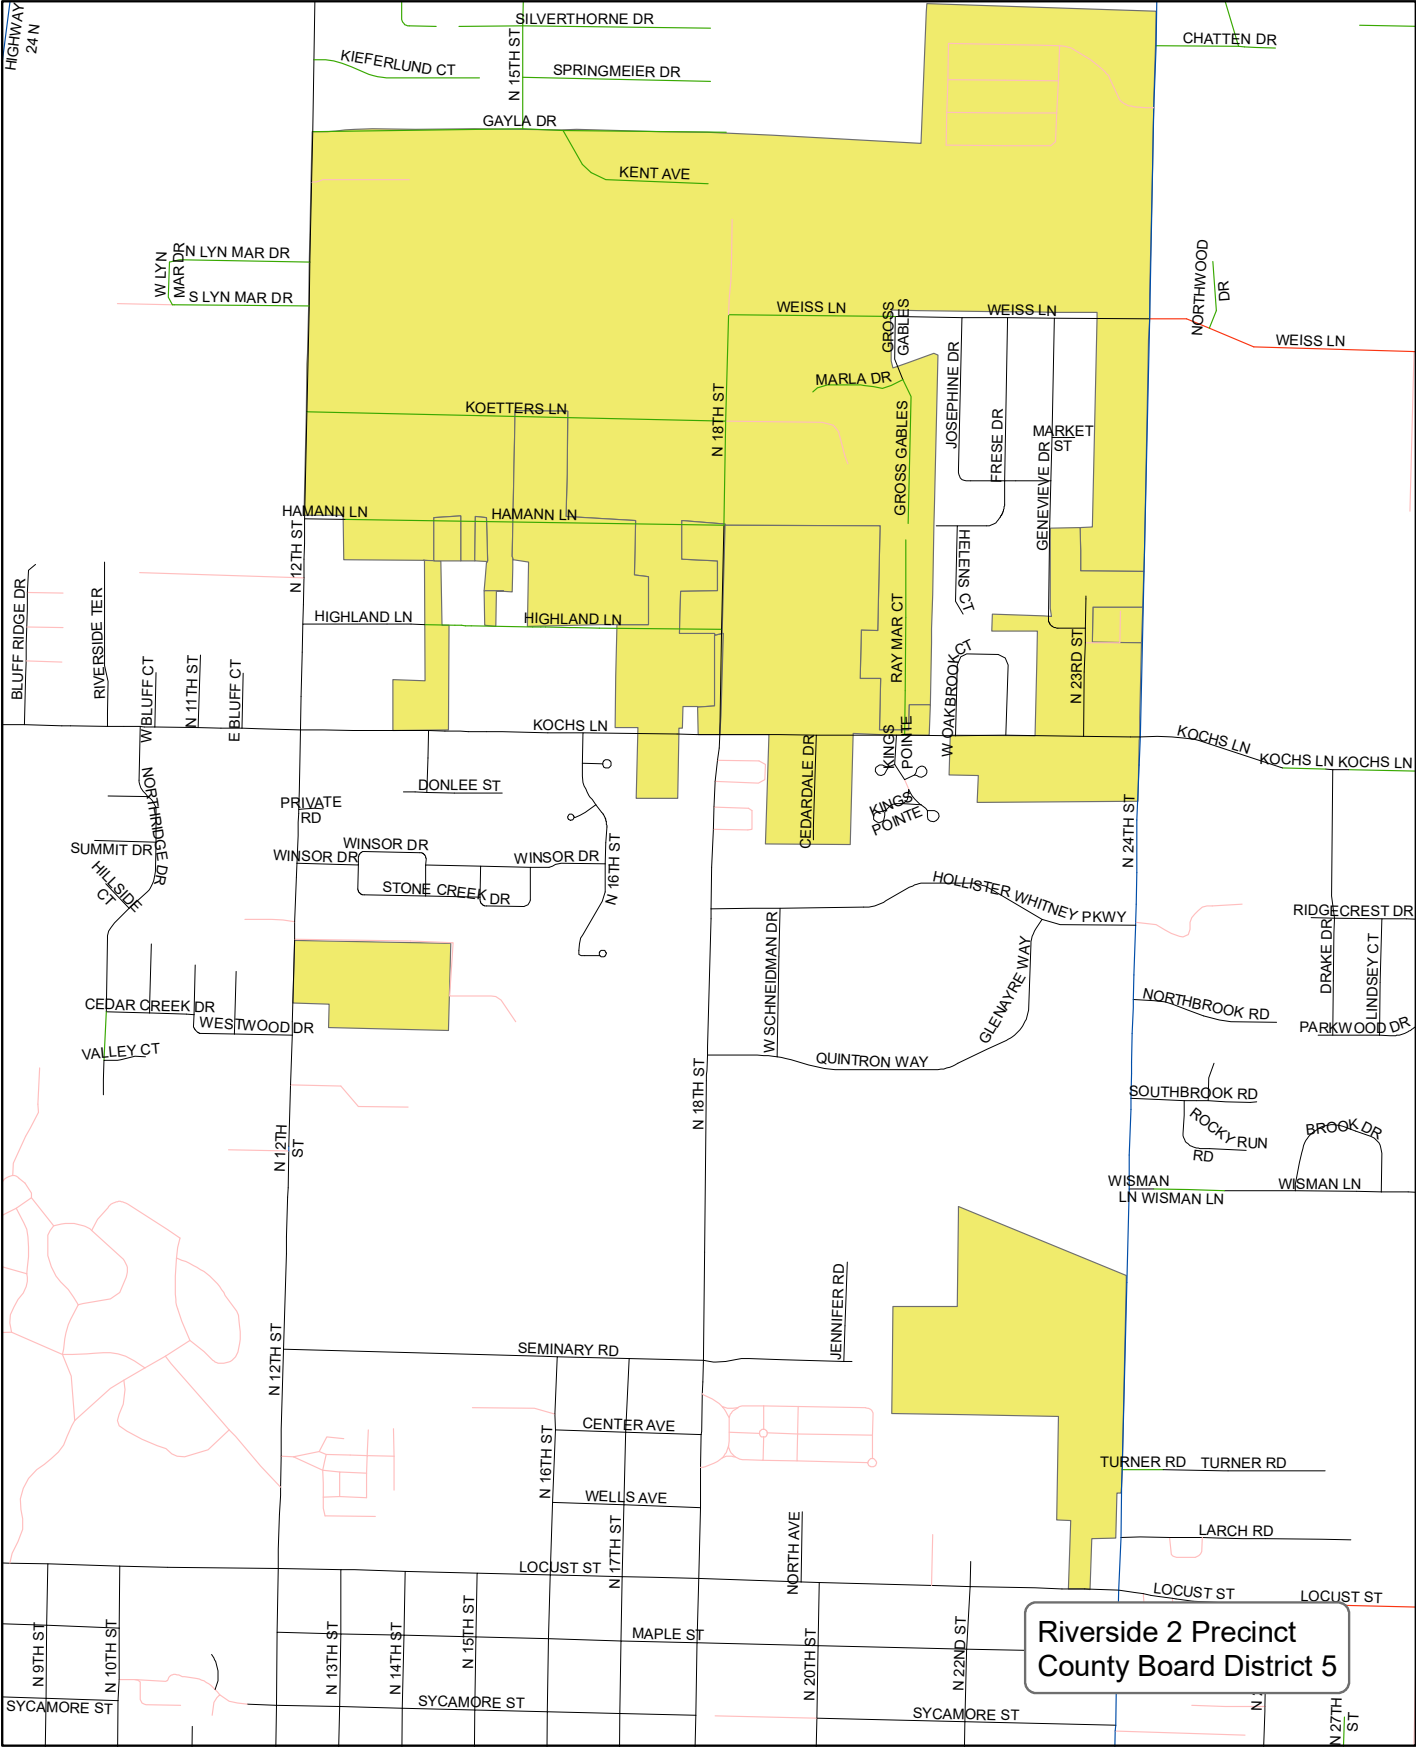 HIGHWAY
24 N
SILVERTHORNE DR
CHATTEN DR
KIEFERLUND CT
N 15TH ST
SPRINGMEIER DR
GAYLA DR
KENT AVE
W LYN
MAR DR
N LYN MAR DR
S LYN MAR DR
NORTHWOOD
DR
WEISS LN
GROSS
GABLES
WEISS LN
WEISS LN
MARLA DR
JOSEPHINE DR
KOETTERS LN
N 18TH ST
GROSS GABLES
FRESE DR
MARKET
ST
GENEVIEVE DR
HAMANN LN
HAMANN LN
N 12TH ST
HELENS CT
BLUFF RIDGE DR
RIVERSIDE TER
HIGHLAND LN
HIGHLAND LN
RAY MAR CT
N 23RD ST
W BLUFF CT
N 11TH ST
E BLUFF CT
W OAKBROOK CT
KOCHS LN
KINGS
POINTE
KOCHS LN
KOCHS LN
KOCHS LN
NORTHRIDGE DR
DONLEE ST
CEDARDALE DR
KINGS
POINTE
PRIVATE
RD
N 24TH ST
SUMMIT DR
WINSOR DR
WINSOR DR
WINSOR DR
N 16TH ST
HILLSIDE
CT
STONE CREEK DR
HOLLISTER WHITNEY PKWY
RIDGECREST DR
W SCHNEIDMAN DR
GLENAYRE WAY
DRAKE DR
LINDSEY CT
CEDAR CREEK DR
WESTWOOD DR
NORTHBROOK RD
PARKWOOD DR
VALLEY CT
QUINTRON WAY
N 18TH ST
SOUTHBROOK RD
N 12TH
ST
ROCKY RUN
RD
BROOK DR
WISMAN
LN
WISMAN LN
WISMAN LN
JENNIFER RD
N 12TH ST
SEMINARY RD
CENTER AVE
N 16TH ST
TURNER RD
TURNER RD
WELLS AVE
N 17TH ST
NORTH AVE
LARCH RD
LOCUST ST
LOCUST ST
LOCUST ST
N 9TH ST
N 10TH ST
N 13TH ST
N 14TH ST
N 15TH ST
MAPLE ST
N 20TH ST
N 22ND ST
Riverside 2 Precinct
County Board District 5
SYCAMORE ST
SYCAMORE ST
SYCAMORE ST
N 27TH
ST